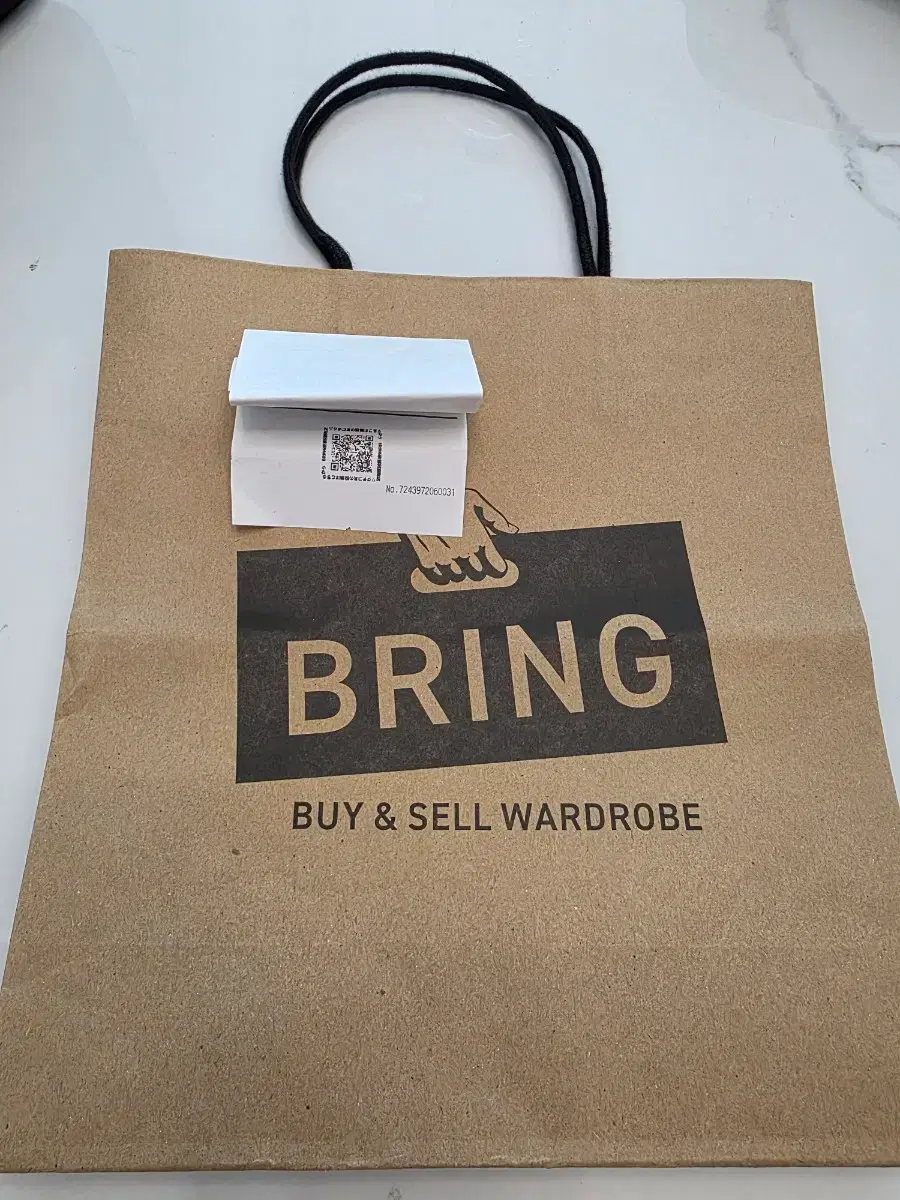 No.7243972060031
BRING
BUY & SELL WARDROBE